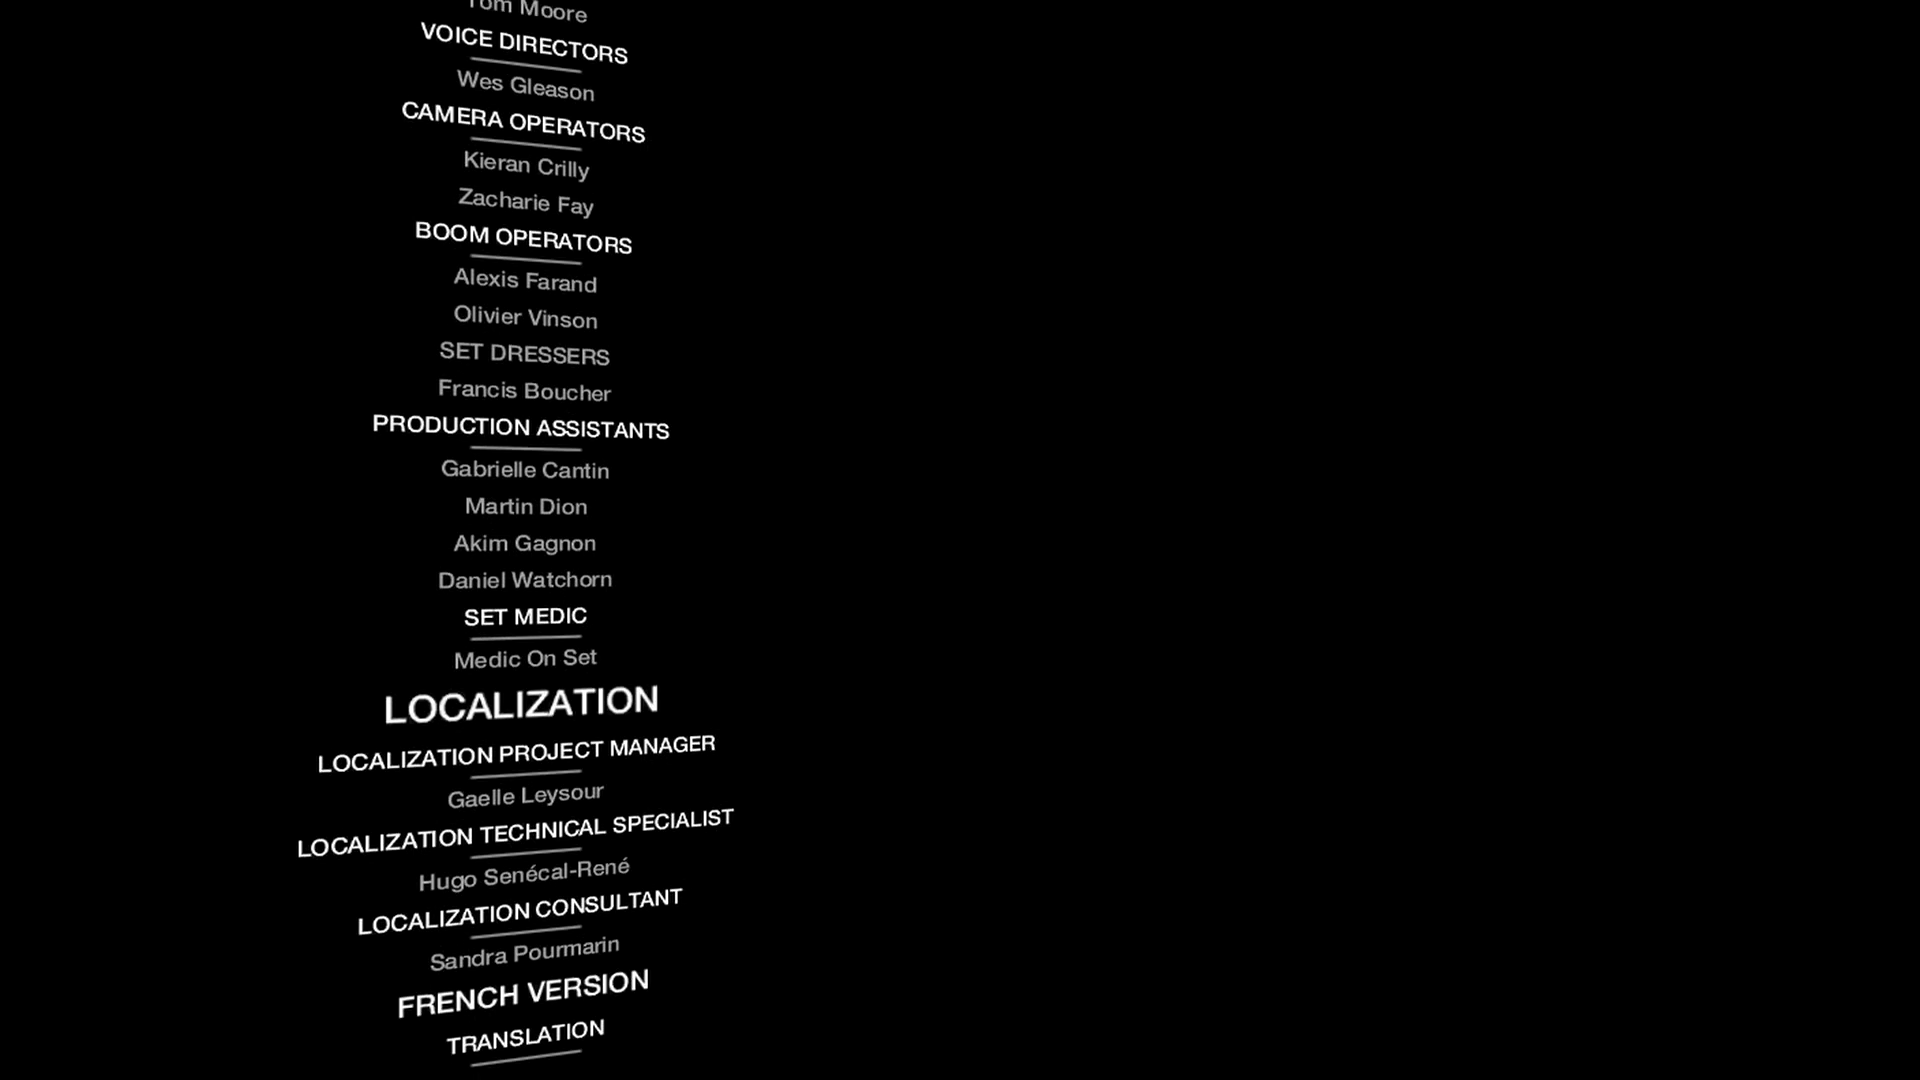 Tom Moore
VOICE DIRECTORS
Wes Gleason
CAMERA OPERATORS
Kieran Crilly
Zacharie Fay
BOOM OPERATORS
Alexis Farand
Olivier Vinson
SET DRESSERS
Francis Boucher
PRODUCTION ASSISTANTS
Gabrielle Cantin
Martin Dion
Akim Gagnon
Daniel Watchorn
SET MEDIC
Medic On Set
LOCALIZATION
LOCALIZATION PROJECT MANAGER
Gaelle Leysour
LOCALIZATION TECHNICAL SPECIALIST
Hugo Senécal-René
LOCALIZATION CONSULTANT
Sandra Pourmarin
FRENCH VERSION
TRANSLATION